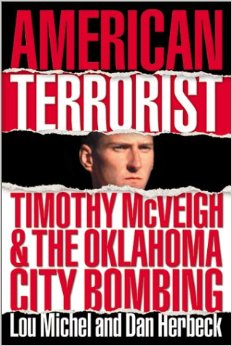 AMERICAN
TERRORIST
TIMOTHY McVEIGH
& THE OKLAHOMA
CITY BOMBING
Lou Michel and Dan Herbeck